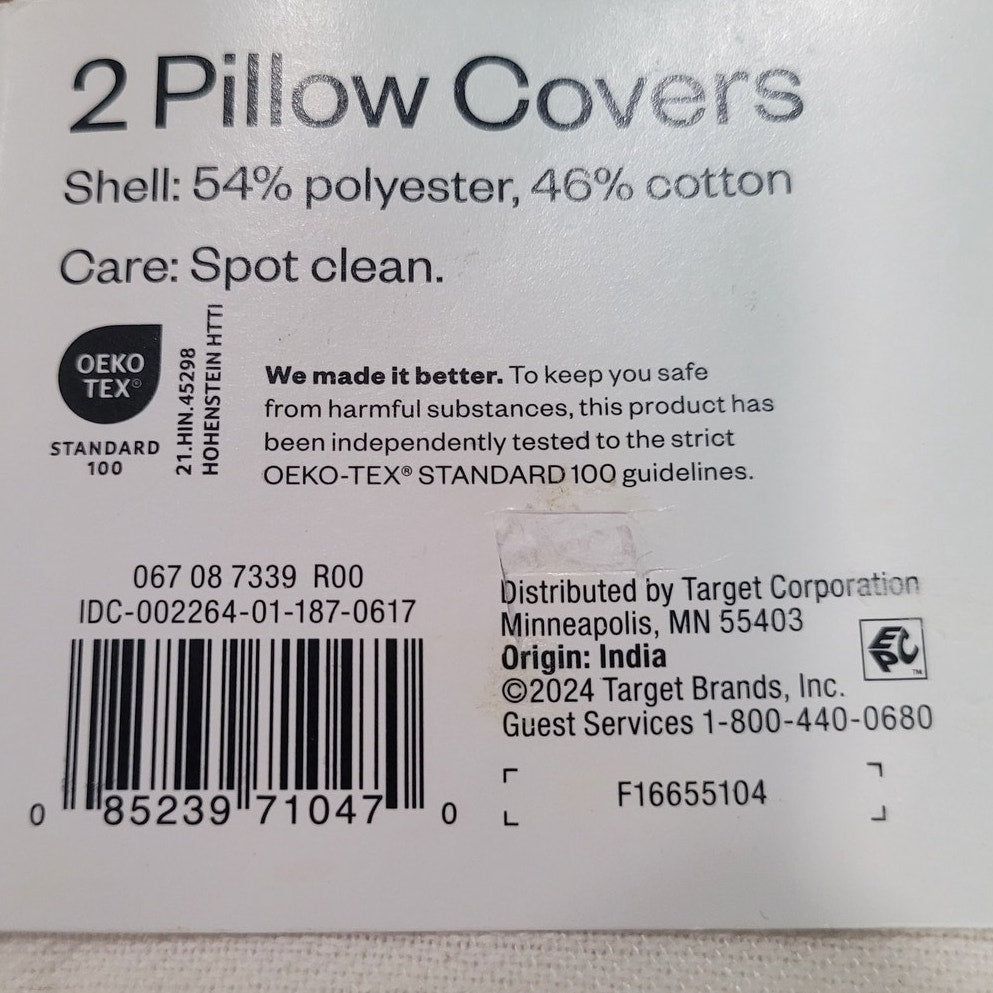 2 Pillow Covers
Shell: 54% polyester, 46% cotton
Care: Spot clean.
OEKO
TEX®
STANDARD
100
21.HIN.45298
HOHENSTEIN HTTI
We made it better. To keep you safe
from harmful substances, this product has
been independently tested to the strict
OEKO-TEX® STANDARD 100 guidelines.
067 08 7339 R00
IDC-002264-01-187-0617
0 85239 71047 0
Distributed by Target Corporation
Minneapolis, MN 55403
Origin: India
©2024 Target Brands, Inc.
Guest Services 1-800-440-0680
EPC™
F16655104